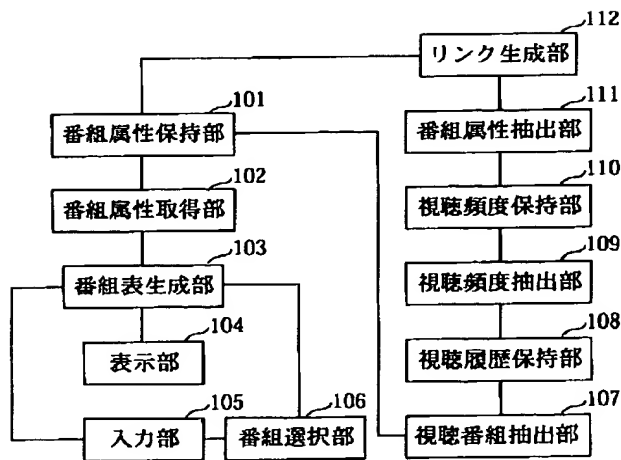 112
リンク生成部
101
番組属性保持部
111
番組属性抽出部
102
番組属性取得部
110
視聴頻度保持部
103
番組表生成部
109
視聴頻度抽出部
104
表示部
108
視聴履歴保持部
105
入力部
106
番組選択部
107
視聴番組抽出部